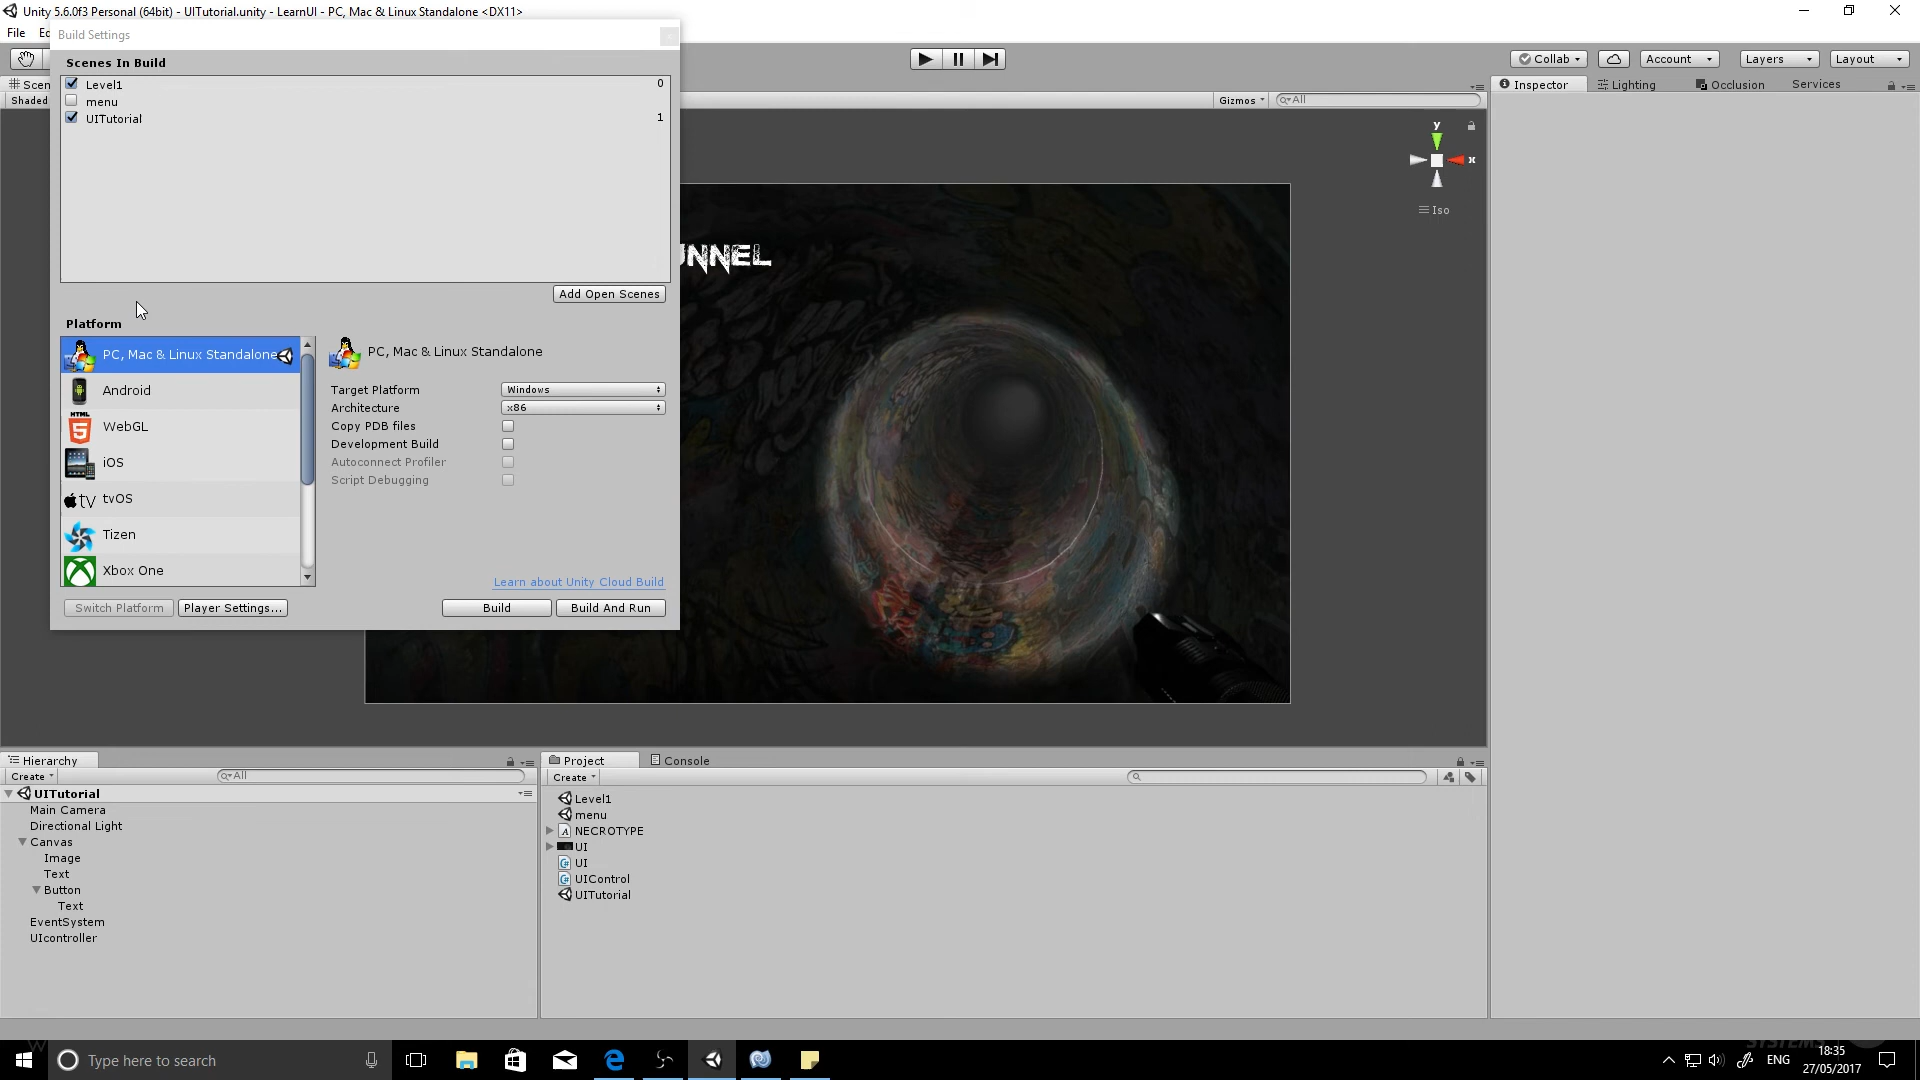 Unity 5.6.0f3 Personal (64bit) - UITutorial.unity - LearnUI - PC, Mac & Linux Standalone <DX11>
File
Build Settings
Collab
Account
Layers
Layout
Scenes In Build
Level1 0
menu
UITutorial 1
Shaded
Gizmos
All
Inspector
Lighting
Occlusion
Services
y
x
Iso
Add Open Scenes
Platform
PC, Mac & Linux Standalone
Android
HTML
5
WebGL
iOS
tv tvOS
Tizen
Xbox One
PC, Mac & Linux Standalone
Target Platform Windows
Architecture x86
Copy PDB files
Development Build
Autoconnect Profiler
Script Debugging
Learn about Unity Cloud Build
Switch Platform
Player Settings...
Build
Build And Run
Hierarchy
Create
All
UITutorial
Main Camera
Directional Light
Canvas
Image
Text
Button
Text
EventSystem
UIcontroller
Project
Console
Create
Level1
menu
NECROTYPE
UI
UI
UIControl
UITutorial
Type here to search
SYSTEMS
ENG
18:35
27/05/2017